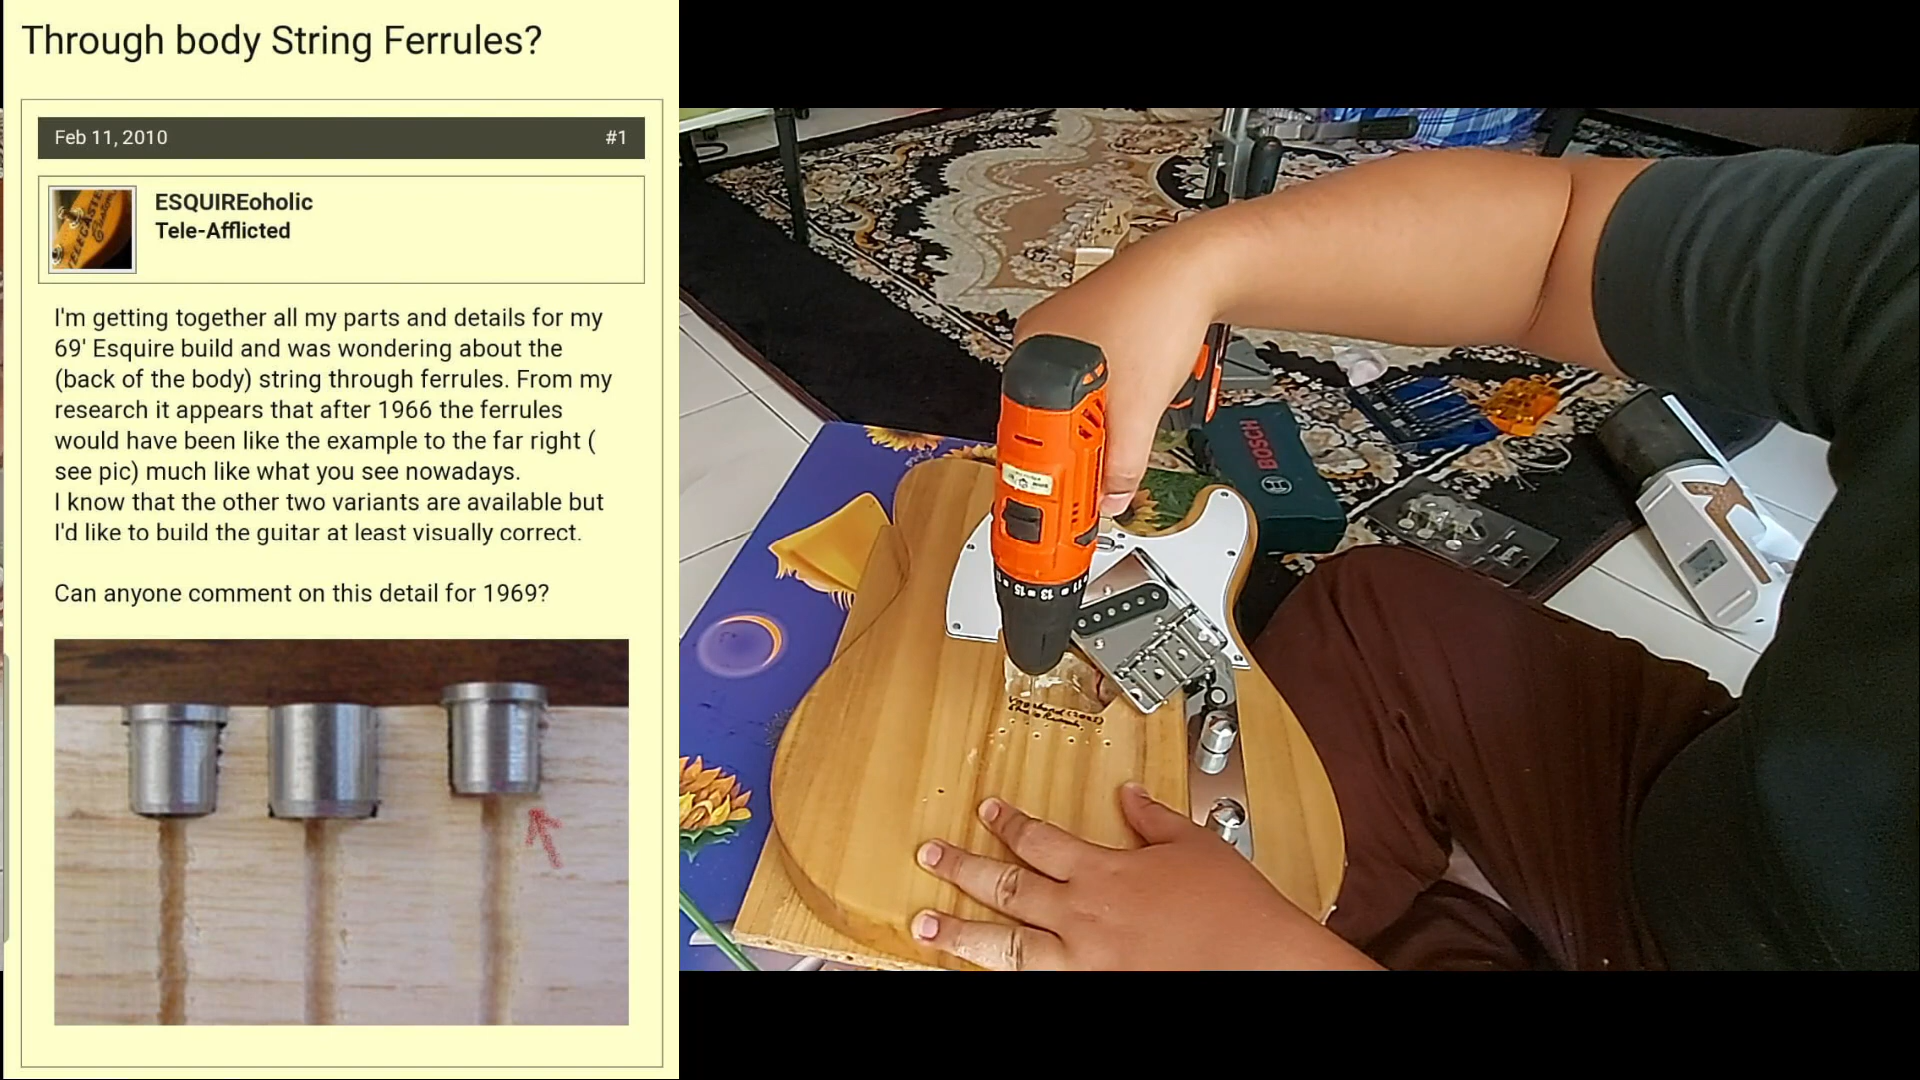 Through body String Ferrules?
Feb 11, 2010
#1
ESQUIREoholic
Tele-Afflicted
I'm getting together all my parts and details for my
69' Esquire build and was wondering about the
(back of the body) string through ferrules. From my
research it appears that after 1966 the ferrules
would have been like the example to the far right (
see pic) much like what you see nowadays.
I know that the other two variants are available but
I'd like to build the guitar at least visually correct.
Can anyone comment on this detail for 1969?
BOSCH
11
13
15